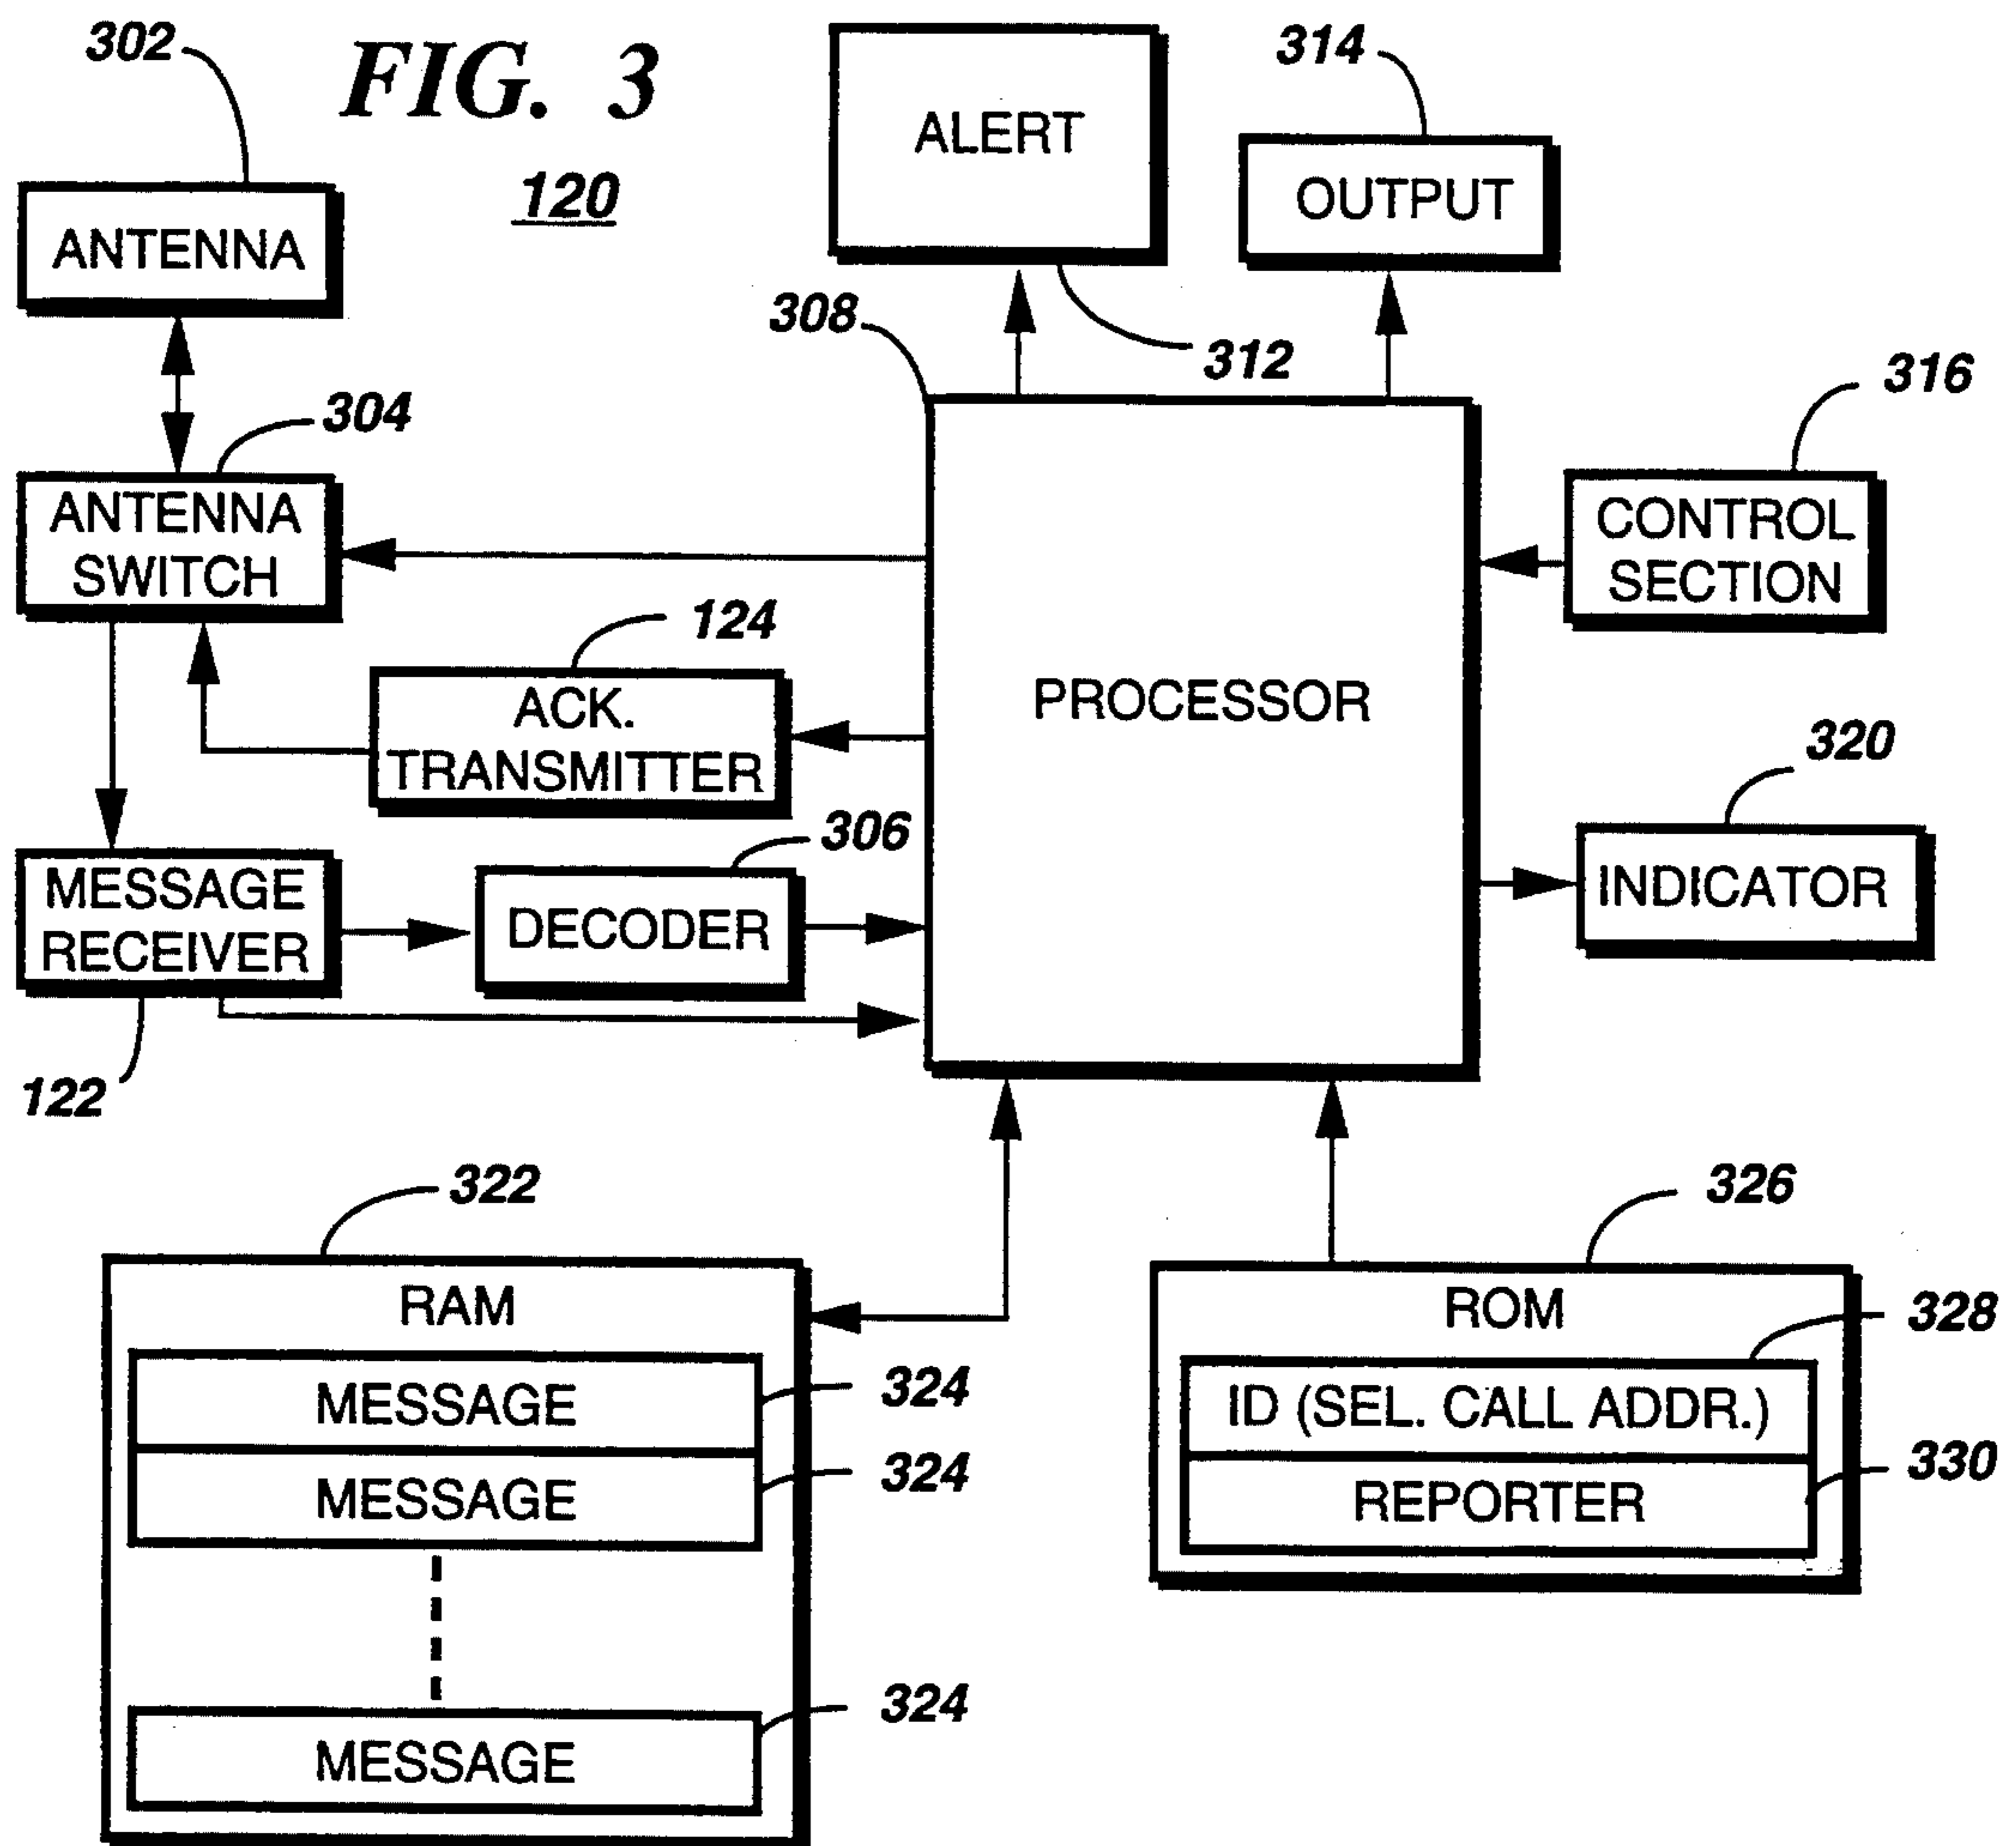 302
FIG. 3
120
ALERT
314
OUTPUT
ANTENNA
308
312
316
304
ANTENNA
SWITCH
CONTROL
SECTION
124
ACK.
TRANSMITTER
PROCESSOR
320
306
MESSAGE
RECEIVER
DECODER
INDICATOR
122
322
326
RAM
ROM
328
MESSAGE
324
ID (SEL. CALL ADDR.)
MESSAGE
324
REPORTER
330
MESSAGE
324